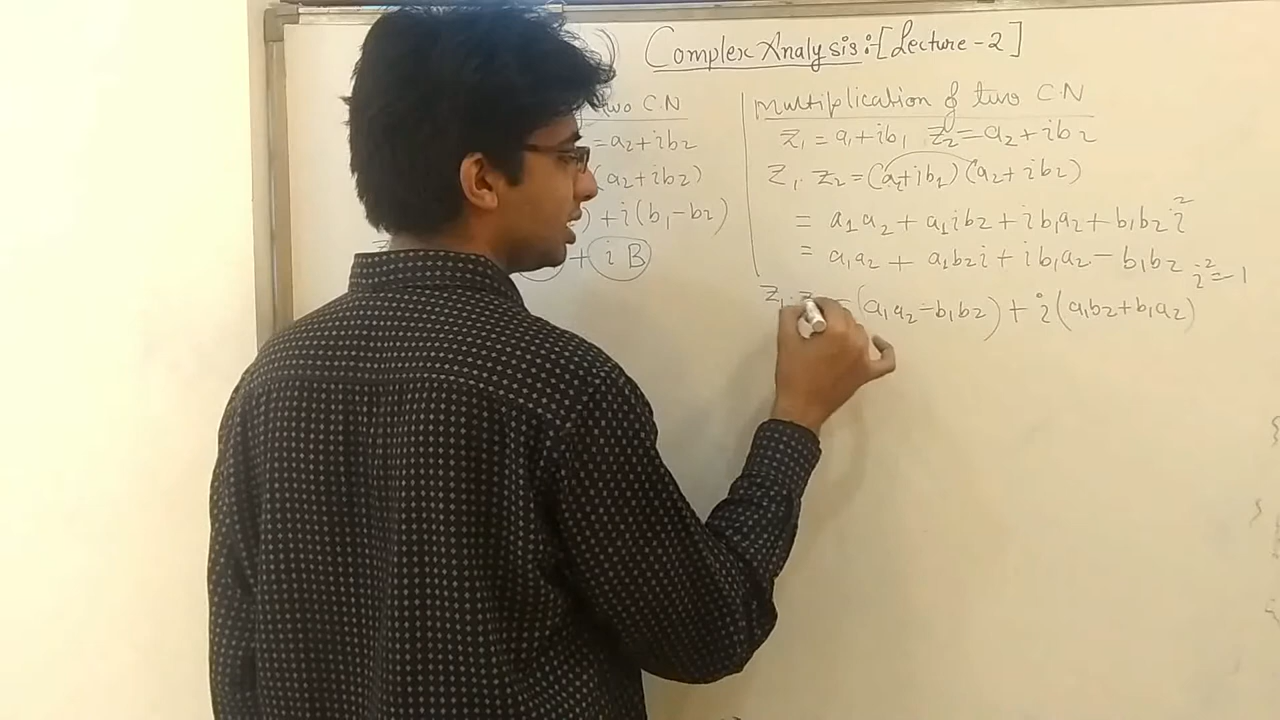 Complex Analysis :- [Lecture - 2]
two C.N
= a₂ + ib₂
(a₂ + ib₂)
) + i(b₁ - b₂)
+ i B
Multiplication of two C.N
Z₁ = a₁ + ib₁ Z₂ = a₂ + ib₂
Z₁ . Z₂ = (a₁ + ib₁) (a₂ + ib₂)
= a₁a₂ + a₁ib₂ + ib₁a₂ + b₁b₂ i²
= a₁a₂ + a₁b₂i + ib₁a₂ - b₁b₂ i² = -1
Z₁ . Z = (a₁a₂ - b₁b₂) + i (a₁b₂ + b₁a₂)